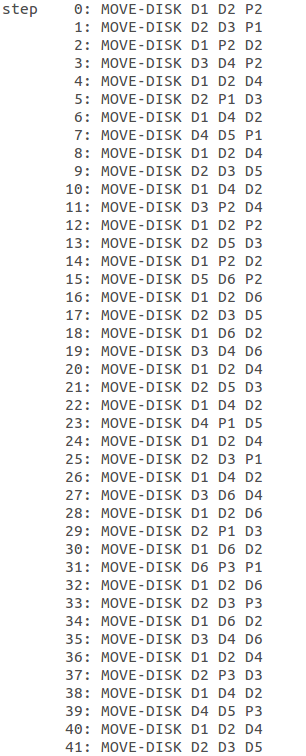 step 0: MOVE-DISK D1 D2 P2
1: MOVE-DISK D2 D3 P1
2: MOVE-DISK D1 P2 D2
3: MOVE-DISK D3 D4 P2
4: MOVE-DISK D1 D2 D4
5: MOVE-DISK D2 P1 D3
6: MOVE-DISK D1 D4 D2
7: MOVE-DISK D4 D5 P1
8: MOVE-DISK D1 D2 D4
9: MOVE-DISK D2 D3 D5
10: MOVE-DISK D1 D4 D2
11: MOVE-DISK D3 P2 D4
12: MOVE-DISK D1 D2 P2
13: MOVE-DISK D2 D5 D3
14: MOVE-DISK D1 P2 D2
15: MOVE-DISK D5 D6 P2
16: MOVE-DISK D1 D2 D6
17: MOVE-DISK D2 D3 D5
18: MOVE-DISK D1 D6 D2
19: MOVE-DISK D3 D4 D6
20: MOVE-DISK D1 D2 D4
21: MOVE-DISK D2 D5 D3
22: MOVE-DISK D1 D4 D2
23: MOVE-DISK D4 P1 D5
24: MOVE-DISK D1 D2 D4
25: MOVE-DISK D2 D3 P1
26: MOVE-DISK D1 D4 D2
27: MOVE-DISK D3 D6 D4
28: MOVE-DISK D1 D2 D6
29: MOVE-DISK D2 P1 D3
30: MOVE-DISK D1 D6 D2
31: MOVE-DISK D6 P3 P1
32: MOVE-DISK D1 D2 D6
33: MOVE-DISK D2 D3 P3
34: MOVE-DISK D1 D6 D2
35: MOVE-DISK D3 D4 D6
36: MOVE-DISK D1 D2 D4
37: MOVE-DISK D2 P3 D3
38: MOVE-DISK D1 D4 D2
39: MOVE-DISK D4 D5 P3
40: MOVE-DISK D1 D2 D4
41: MOVE-DISK D2 D3 D5